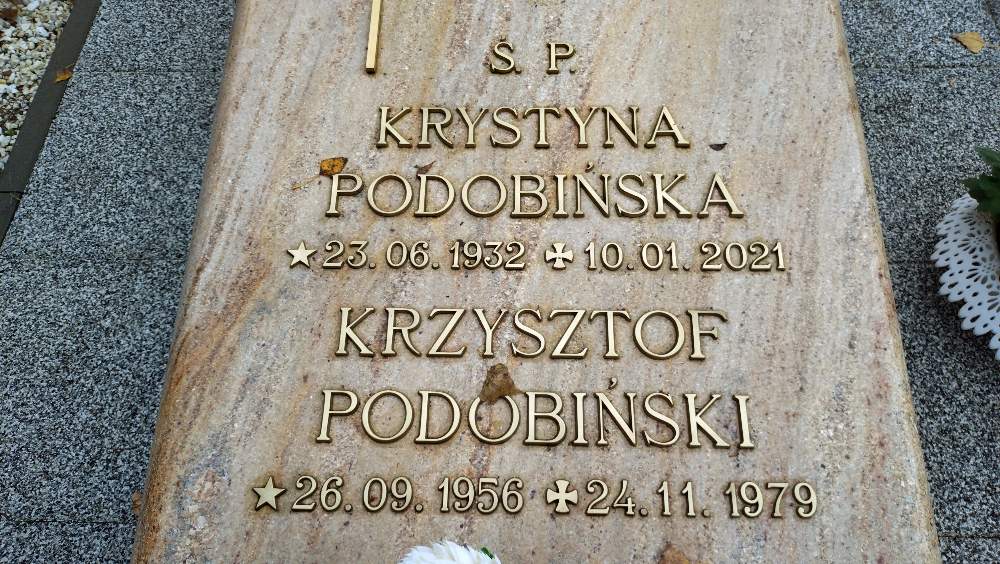 Ś. P.
KRYSTYNA
PODOBIŃSKA
★ 23. 06. 1932 ✠ 10. 01. 2021
KRZYSZTOF
PODOBIŃSKI
★ 26. 09. 1956 ✠ 24. 11. 1979